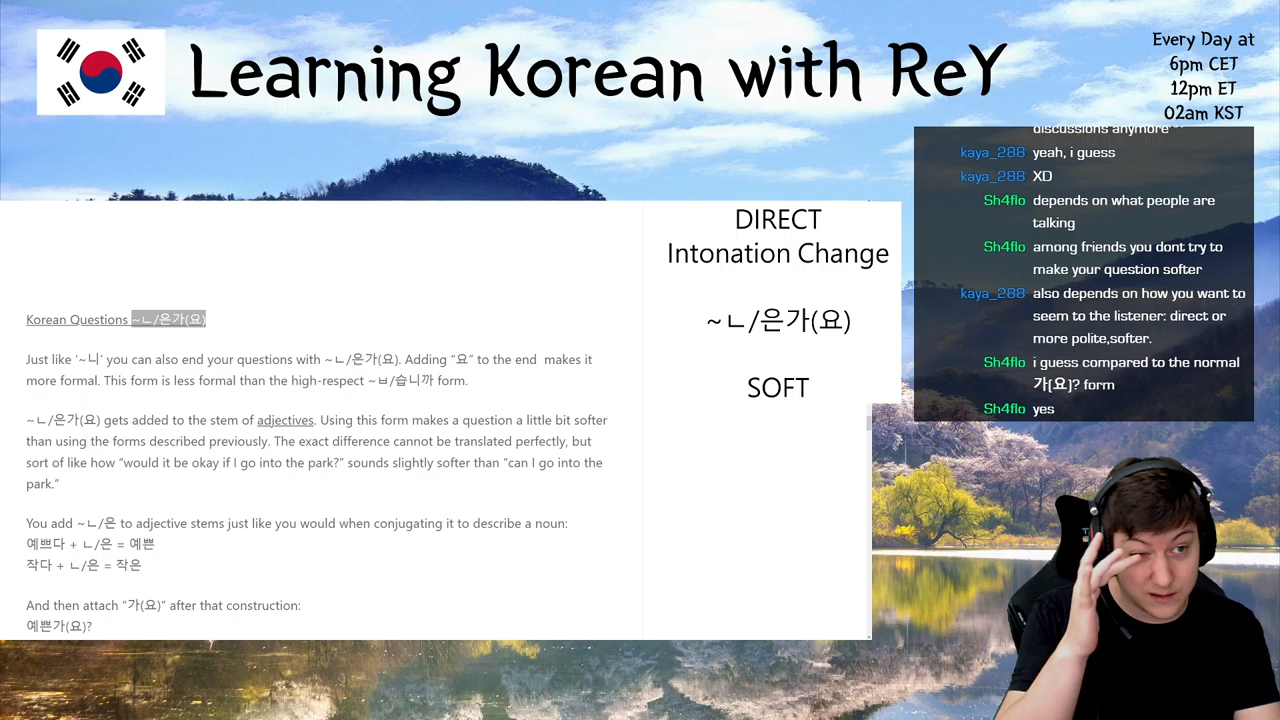 Learning Korean with ReY
Every Day at
6pm CET
12pm ET
02am KST
discussions anymore^^
kaya_288 yeah, i guess
kaya_288 XD
Sh4flo depends on what people are
talking
Sh4flo among friends you dont try to
make your question softer
kaya_288 also depends on how you want to
seem to the listener: direct or
more polite,softer.
Sh4flo i guess compared to the normal
가[요]? form
Sh4flo yes
DIRECT
Intonation Change
~ㄴ/은가(요)
SOFT
Korean Questions ~ㄴ/은가(요)
Just like ‘~니’ you can also end your questions with ~ㄴ/은가(요). Adding “요” to the end  makes it
more formal. This form is less formal than the high-respect ~ㅂ/습니까 form.
~ㄴ/은가(요) gets added to the stem of adjectives. Using this form makes a question a little bit softer
than using the forms described previously. The exact difference cannot be translated perfectly, but
sort of like how “would it be okay if I go into the park?” sounds slightly softer than “can I go into the
park.”
You add ~ㄴ/은 to adjective stems just like you would when conjugating it to describe a noun:
예쁘다 + ㄴ/은 = 예쁜
작다 + ㄴ/은 = 작은
And then attach “가(요)” after that construction:
예쁜가(요)?